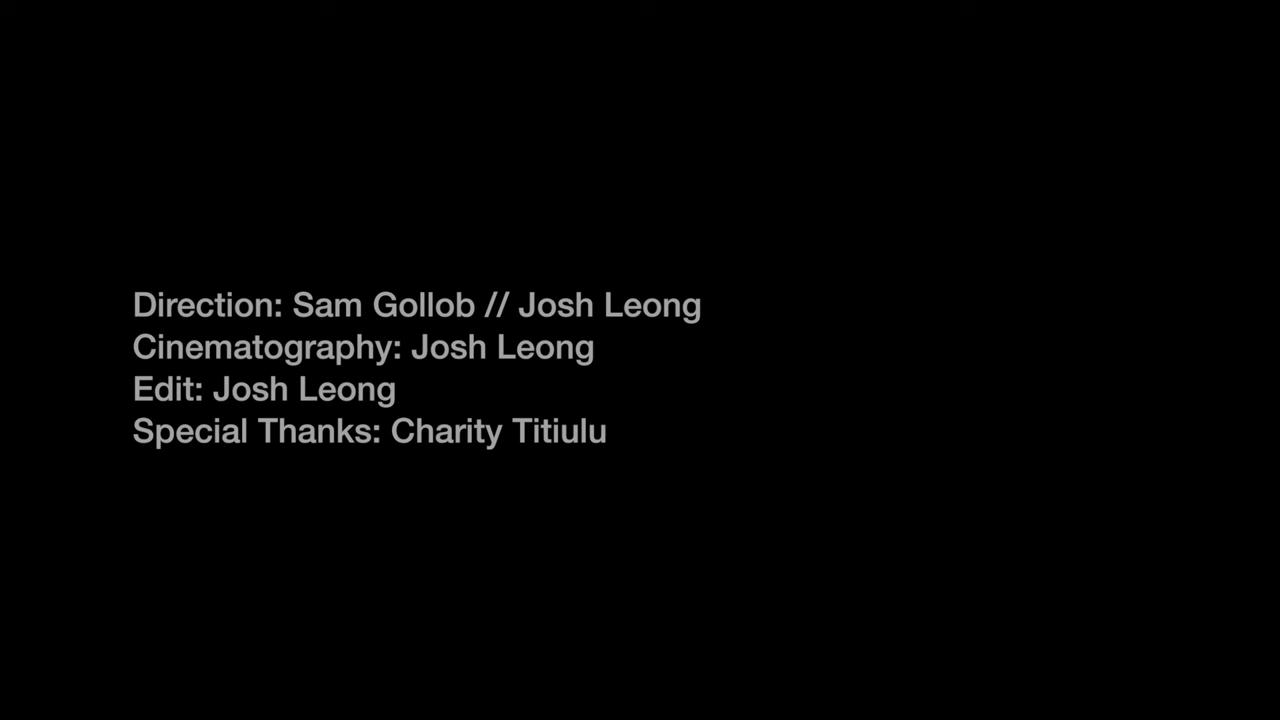 Direction: Sam Gollob // Josh Leong
Cinematography: Josh Leong
Edit: Josh Leong
Special Thanks: Charity Titiulu